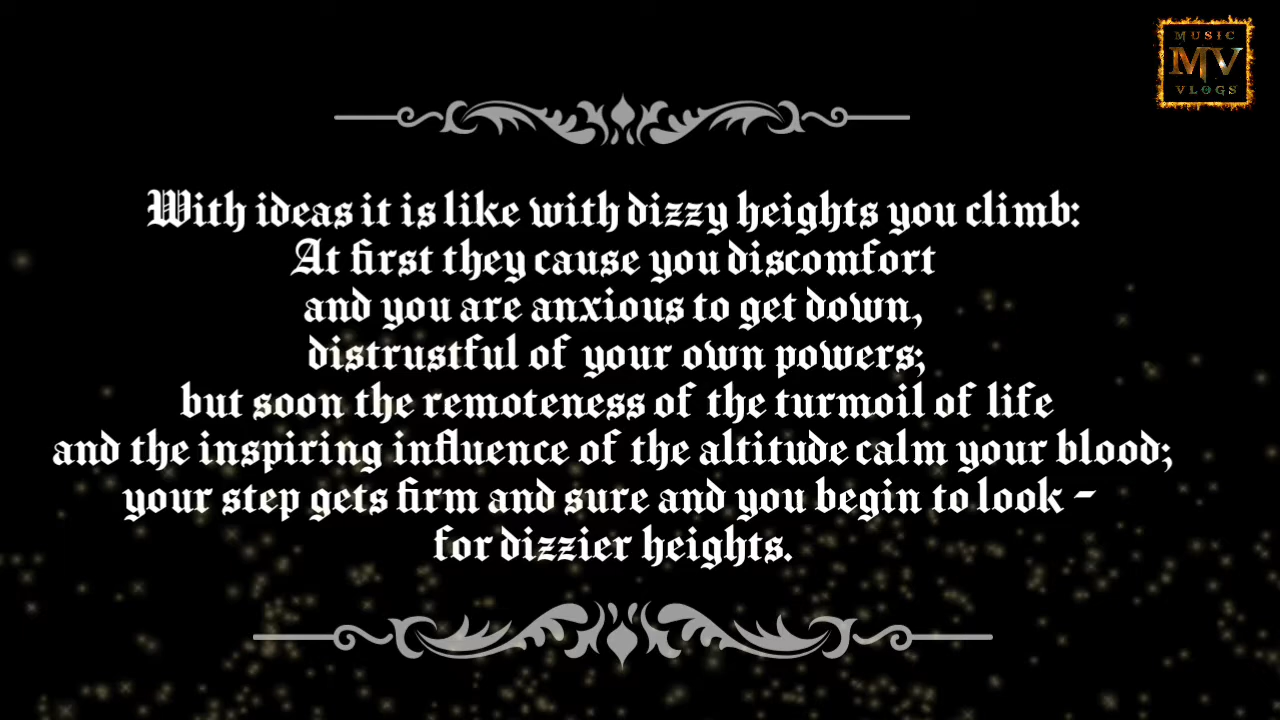 MUSIC
MV
VLOGS
With ideas it is like with dizzy heights you climb:
At first they cause you discomfort
and you are anxious to get down,
distrustful of your own powers;
but soon the remoteness of the turmoil of life
and the inspiring influence of the altitude calm your blood;
your step gets firm and sure and you begin to look -
for dizzier heights.